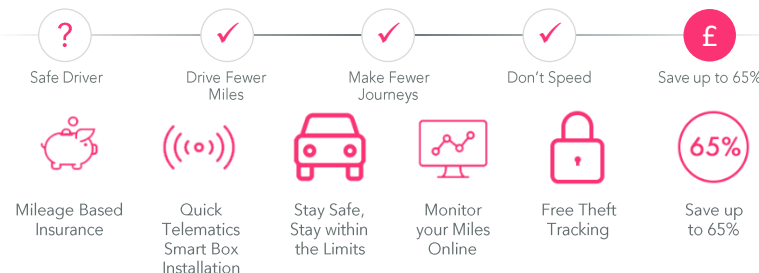 ?
£
Safe Driver
Drive Fewer
Miles
Make Fewer
Journeys
Don't Speed
Save up to 65%
65%
Mileage Based
Insurance
Quick
Telematics
Smart Box
Installation
Stay Safe,
Stay within
the Limits
Monitor
your Miles
Online
Free Theft
Tracking
Save up
to 65%